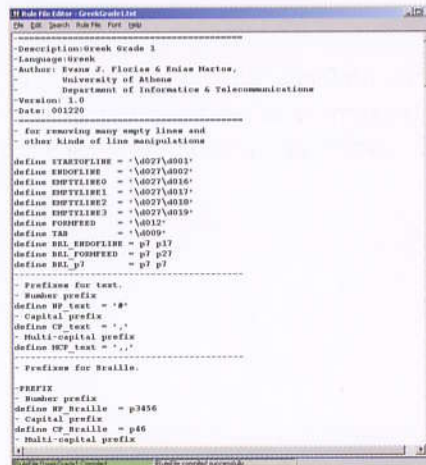 Rule File Editor - GreekGrade1.txt
File Edit Search Rule File Font Help
-Description:Greek Grade 1
-Language:Greek
-Author: Evans J. Florias & Enias Martos,
- University of Athens
- Department of Informatics & Telecommunications
-Version: 1.0
-Date: 001220
- for removing many empty lines and
- other kinds of line manipulations
define STARTOFLINE = '\d027\d001'
define ENDOFLINE = '\d027\d002'
define EMPTYLINE0 = '\d027\d016'
define EMPTYLINE1 = '\d027\d017'
define EMPTYLINE2 = '\d027\d018'
define EMPTYLINE3 = '\d027\d019'
define FORMFEED = '\d012'
define TAB = '\d009'
define BRL_ENDOFLINE = p7 p17
define BRL_FORMFEED = p7 p27
define BRL_p7 = p7 p7
- Prefixes for text.
- Number prefix
define NP_text = '#'
- Capital prefix
define CP_text = ','
- Multi-capital prefix
define MCP_text = ',,'
- Prefixes for Braille.
-PREFIX
- Number prefix
define NP_Braille = p3456
- Capital prefix
define CP_Braille = p46
- Multi-capital prefix